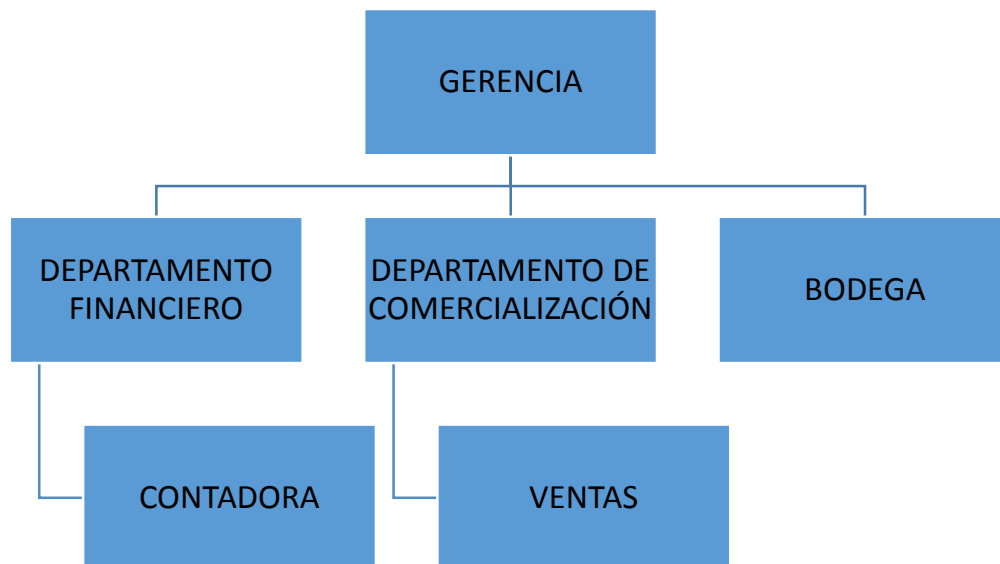 GERENCIA
DEPARTAMENTO
FINANCIERO
DEPARTAMENTO DE
COMERCIALIZACIÓN
BODEGA
CONTADORA
VENTAS